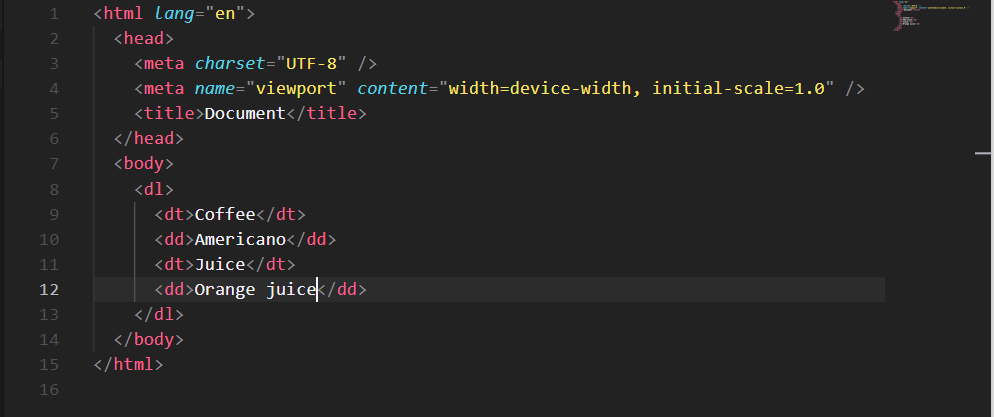 1 <html lang="en">
2 <head>
3 <meta charset="UTF-8" />
4 <meta name="viewport" content="width=device-width, initial-scale=1.0" />
5 <title>Document</title>
6 </head>
7 <body>
8 <dl>
9 <dt>Coffee</dt>
10 <dd>Americano</dd>
11 <dt>Juice</dt>
12 <dd>Orange juice</dd>
13 </dl>
14 </body>
15 </html>
16